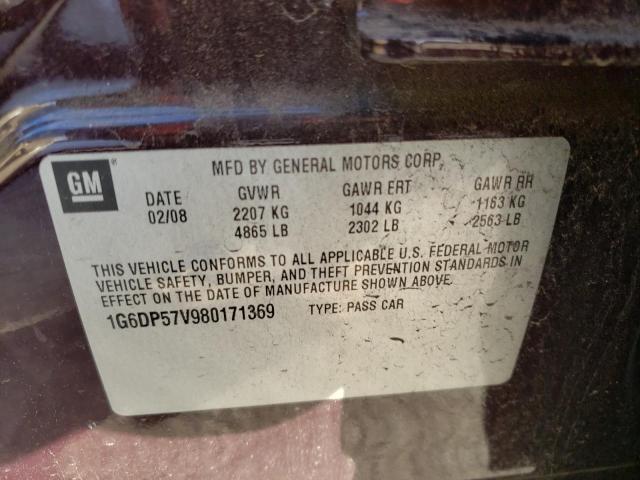 GM
®
MFD BY GENERAL MOTORS CORP.
DATE GVWR GAWR FRT GAWR RR
02/08 2207 KG 1044 KG 1163 KG
4865 LB 2302 LB 2563 LB
THIS VEHICLE CONFORMS TO ALL APPLICABLE U.S. FEDERAL MOTOR
VEHICLE SAFETY, BUMPER, AND THEFT PREVENTION STANDARDS IN
EFFECT ON THE DATE OF MANUFACTURE SHOWN ABOVE.
1G6DP57V980171369 TYPE: PASS CAR